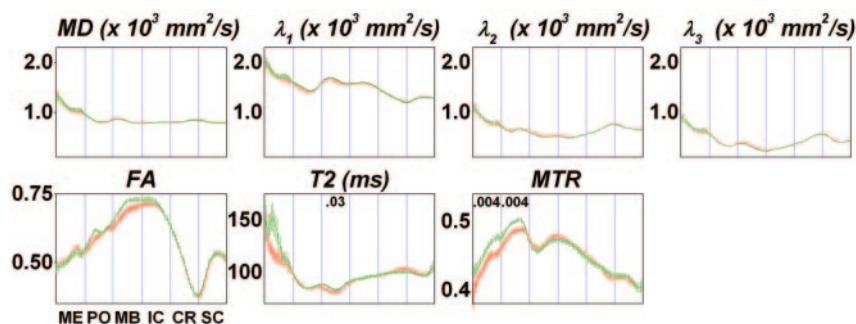 MD (x 10³ mm²/s) λ₁ (x 10³ mm²/s) λ₂ (x 10³ mm²/s) λ₃ (x 10³ mm²/s)
2.0 2.0 2.0 2.0
1.0 1.0 1.0 1.0
FA T2 (ms) MTR
0.75 .03 .004.004
150 0.5
0.50 100 0.4
ME PO MB IC CR SC